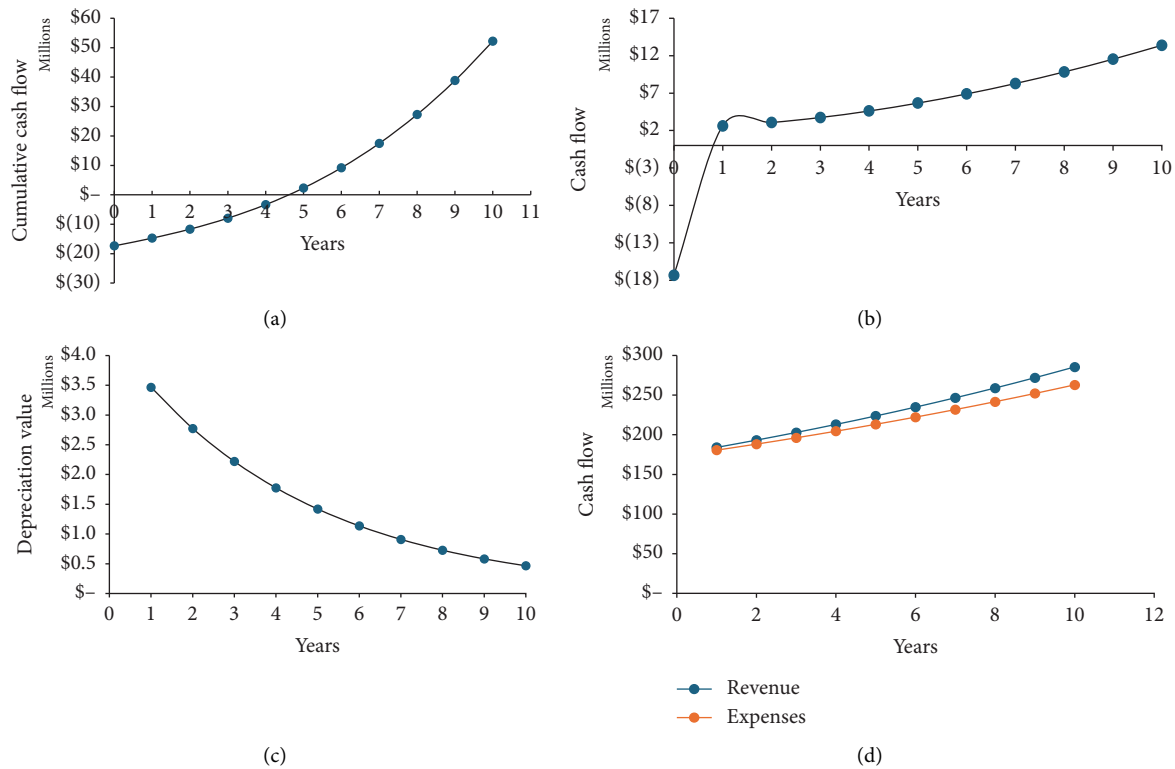 $60
$50
$40
$30
$20
$10
$–
$(10)
$(20)
$(30)
Millions
Cumulative cash flow
0 1 2 3 4 5 6 7 8 9 10 11
Years
(a)
$17
$12
$7
$2
$(3)
$(8)
$(13)
$(18)
Millions
Cash flow
0 1 2 3 4 5 6 7 8 9 10
Years
(b)
$4.0
$3.5
$3.0
$2.5
$2.0
$1.5
$1.0
$0.5
$–
Millions
Depreciation value
0 1 2 3 4 5 6 7 8 9 10
Years
(c)
$300
$250
$200
$150
$100
$50
$–
Millions
Cash flow
0 2 4 6 8 10 12
Years
Revenue
Expenses
(d)